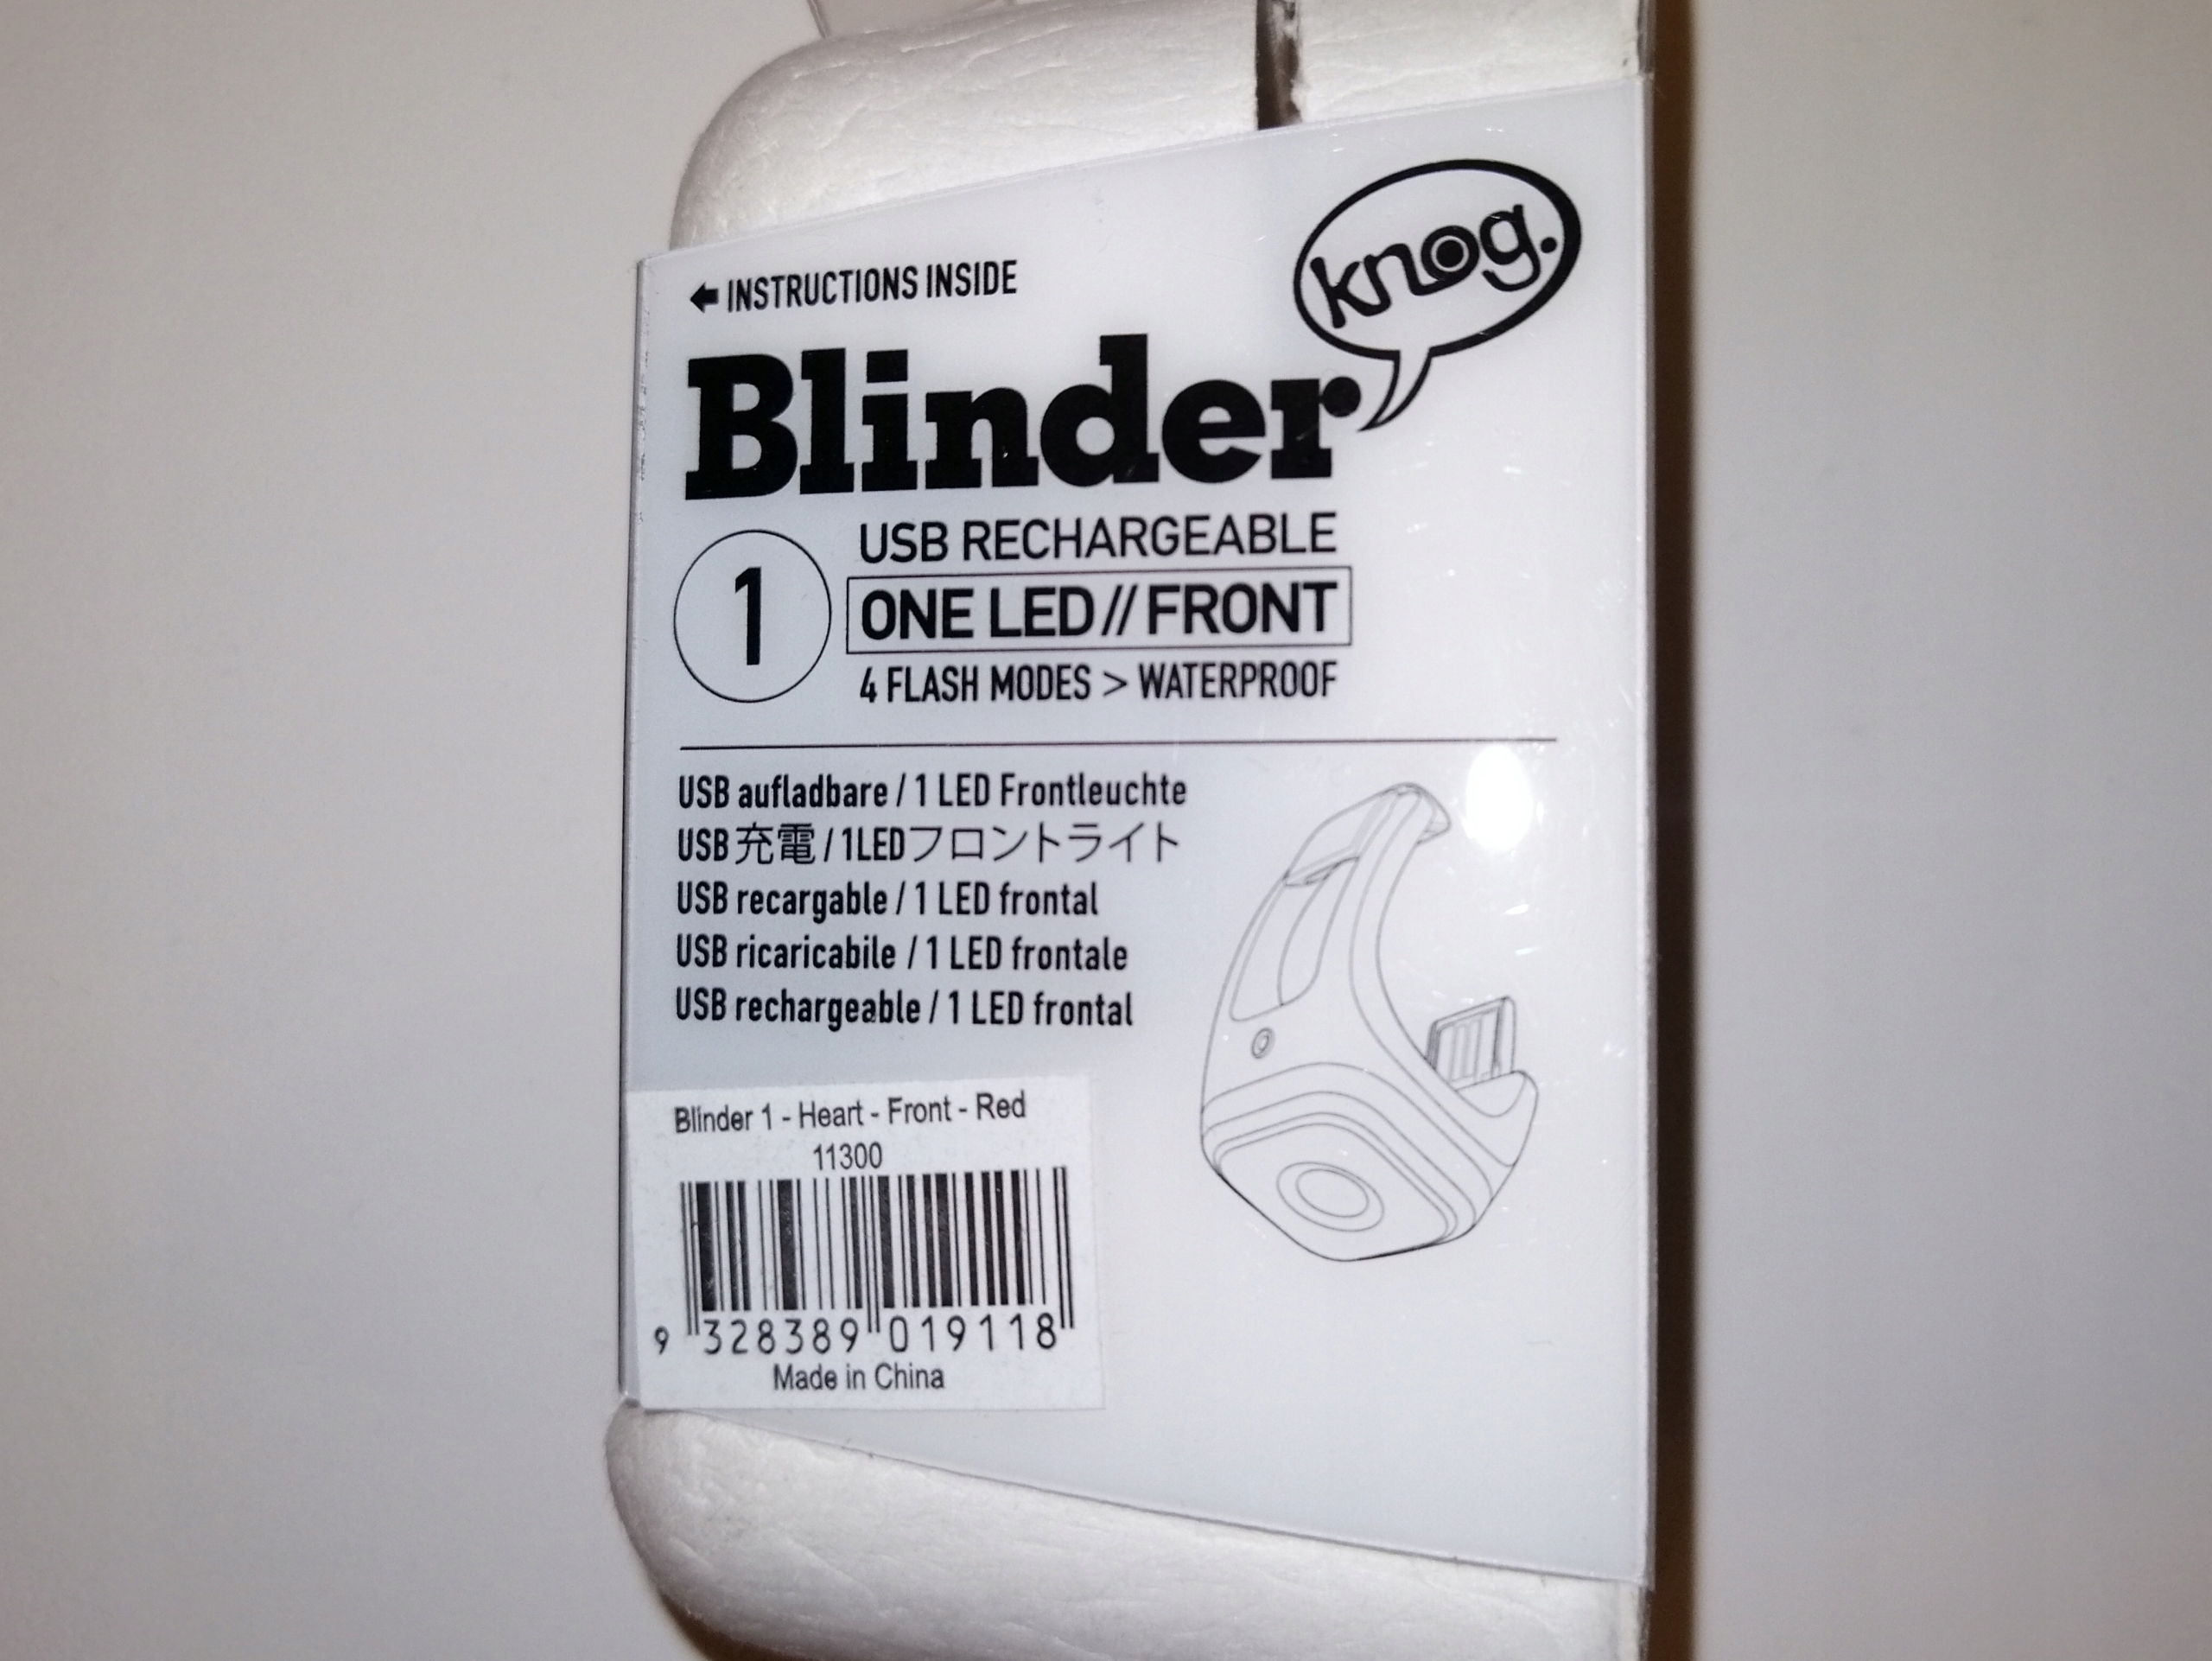 ← INSTRUCTIONS INSIDE
knog.
Blinder
1
USB RECHARGEABLE
ONE LED // FRONT
4 FLASH MODES > WATERPROOF
USB aufladbare / 1 LED Frontleuchte
USB 充電 / 1LEDフロントライト
USB recargable / 1 LED frontal
USB ricaricabile / 1 LED frontale
USB rechargeable / 1 LED frontal
Blinder 1 - Heart - Front - Red
11300
9 328389 019118
Made in China